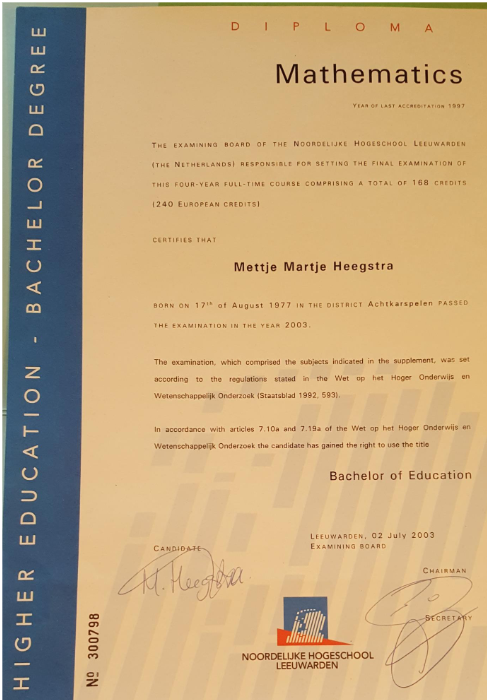 HIGHER EDUCATION - BACHELOR DEGREE
DIPLOMA
Mathematics
YEAR OF LAST ACCREDITATION 1997
THE EXAMINING BOARD OF THE NOORDELIJKE HOGESCHOOL LEEUWARDEN
(THE NETHERLANDS) RESPONSIBLE FOR SETTING THE FINAL EXAMINATION OF
THIS FOUR-YEAR FULL-TIME COURSE COMPRISING A TOTAL OF 168 CREDITS
(240 EUROPEAN CREDITS)
CERTIFIES THAT
Mettje Martje Heegstra
BORN ON 17th of August 1977 IN THE DISTRICT Achtkarspelen PASSED
THE EXAMINATION IN THE YEAR 2003.
The examination, which comprised the subjects indicated in the supplement, was set
according to the regulations stated in the Wet op het Hoger Onderwijs en
Wetenschappelijk Onderzoek (Staatsblad 1992, 593).
In accordance with articles 7.10a and 7.19a of the Wet op het Hoger Onderwijs en
Wetenschappelijk Onderzoek the candidate has gained the right to use the title
Bachelor of Education
LEEUWARDEN, 02 July 2003
EXAMINING BOARD
CANDIDATE
M. Heegstra
CHAIRMAN
SECRETARY
Nº 300798
NOORDELIJKE HOGESCHOOL
LEEUWARDEN